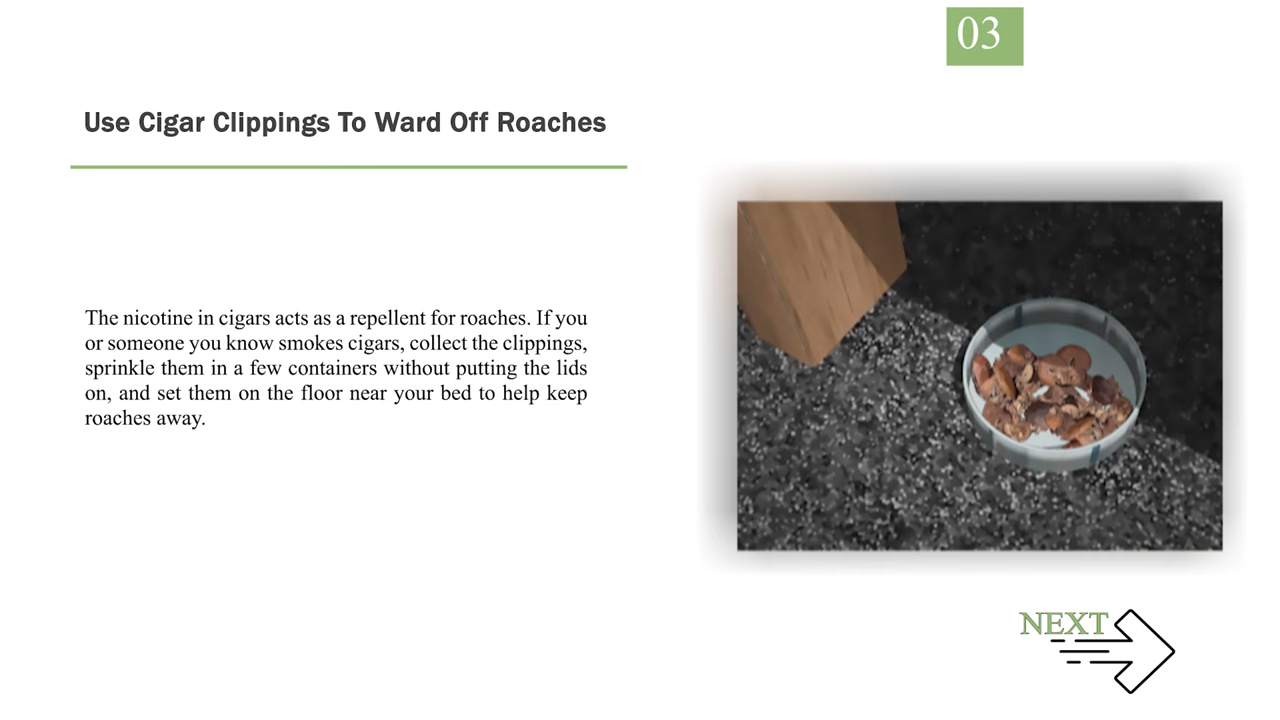 03
Use Cigar Clippings To Ward Off Roaches
The nicotine in cigars acts as a repellent for roaches. If you
or someone you know smokes cigars, collect the clippings,
sprinkle them in a few containers without putting the lids
on, and set them on the floor near your bed to help keep
roaches away.
NEXT